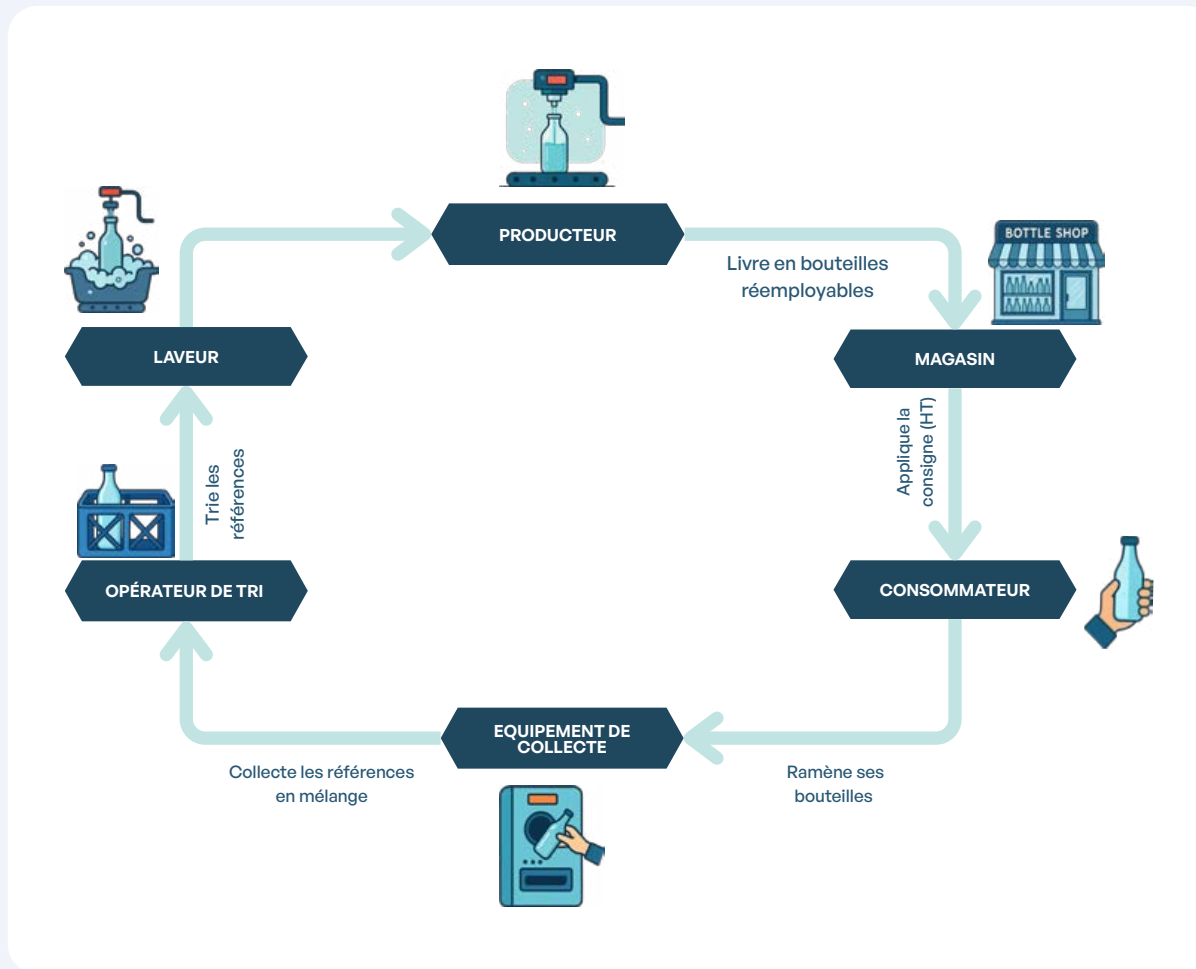 PRODUCTEUR
Livre en bouteilles
réemployables
BOTTLE SHOP
MAGASIN
Applique la
consigne (HT)
CONSOMMATEUR
Ramène ses
bouteilles
EQUIPEMENT DE
COLLECTE
Collecte les références
en mélange
OPÉRATEUR DE TRI
Trie les
références
LAVEUR